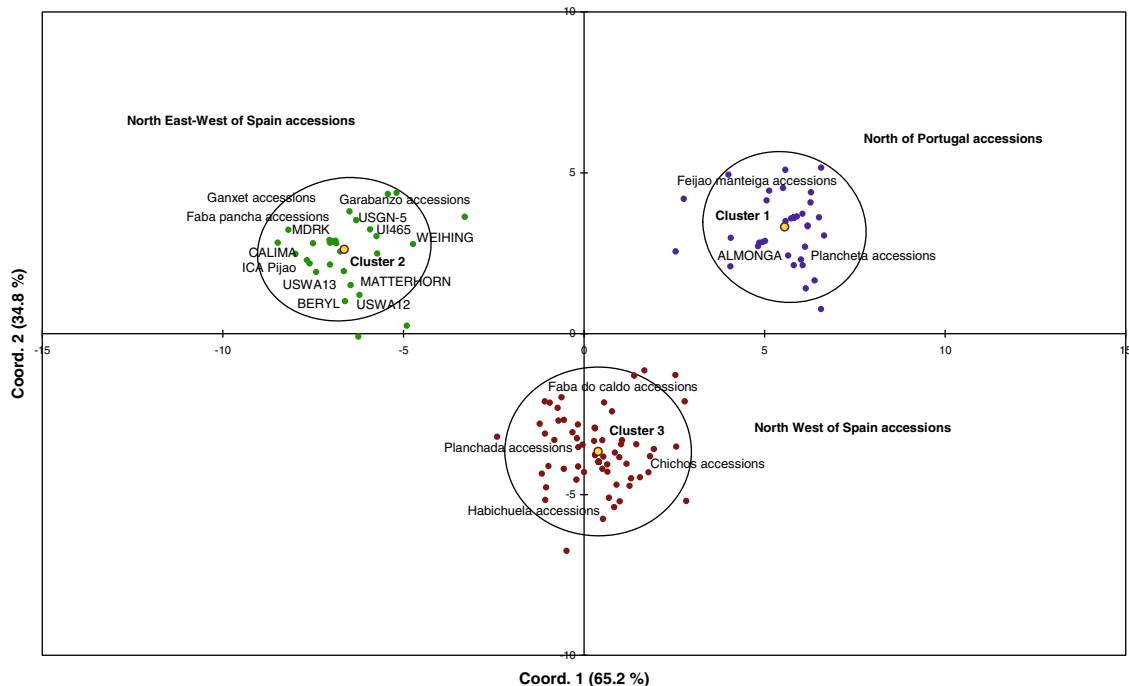 10
North East-West of Spain accessions
North of Portugal accessions
5
Feijao manteiga accessions
Ganxet accessions
Garabanzo accessions
Faba pancha accessions
USGN-5
Cluster 1
MDRK
UI465
WEIHING
CALIMA
Cluster 2
ALMONGA
Plancheta accessions
ICA Pijao
USWA13
MATTERHORN
BERYL
USWA12
0
-15
-10
-5
0
5
10
15
Coord. 2 (34.8 %)
Faba do caldo accessions
Cluster 3
North West of Spain accessions
Planchada accessions
Chichos accessions
-5
Habichuela accessions
-10
Coord. 1 (65.2 %)